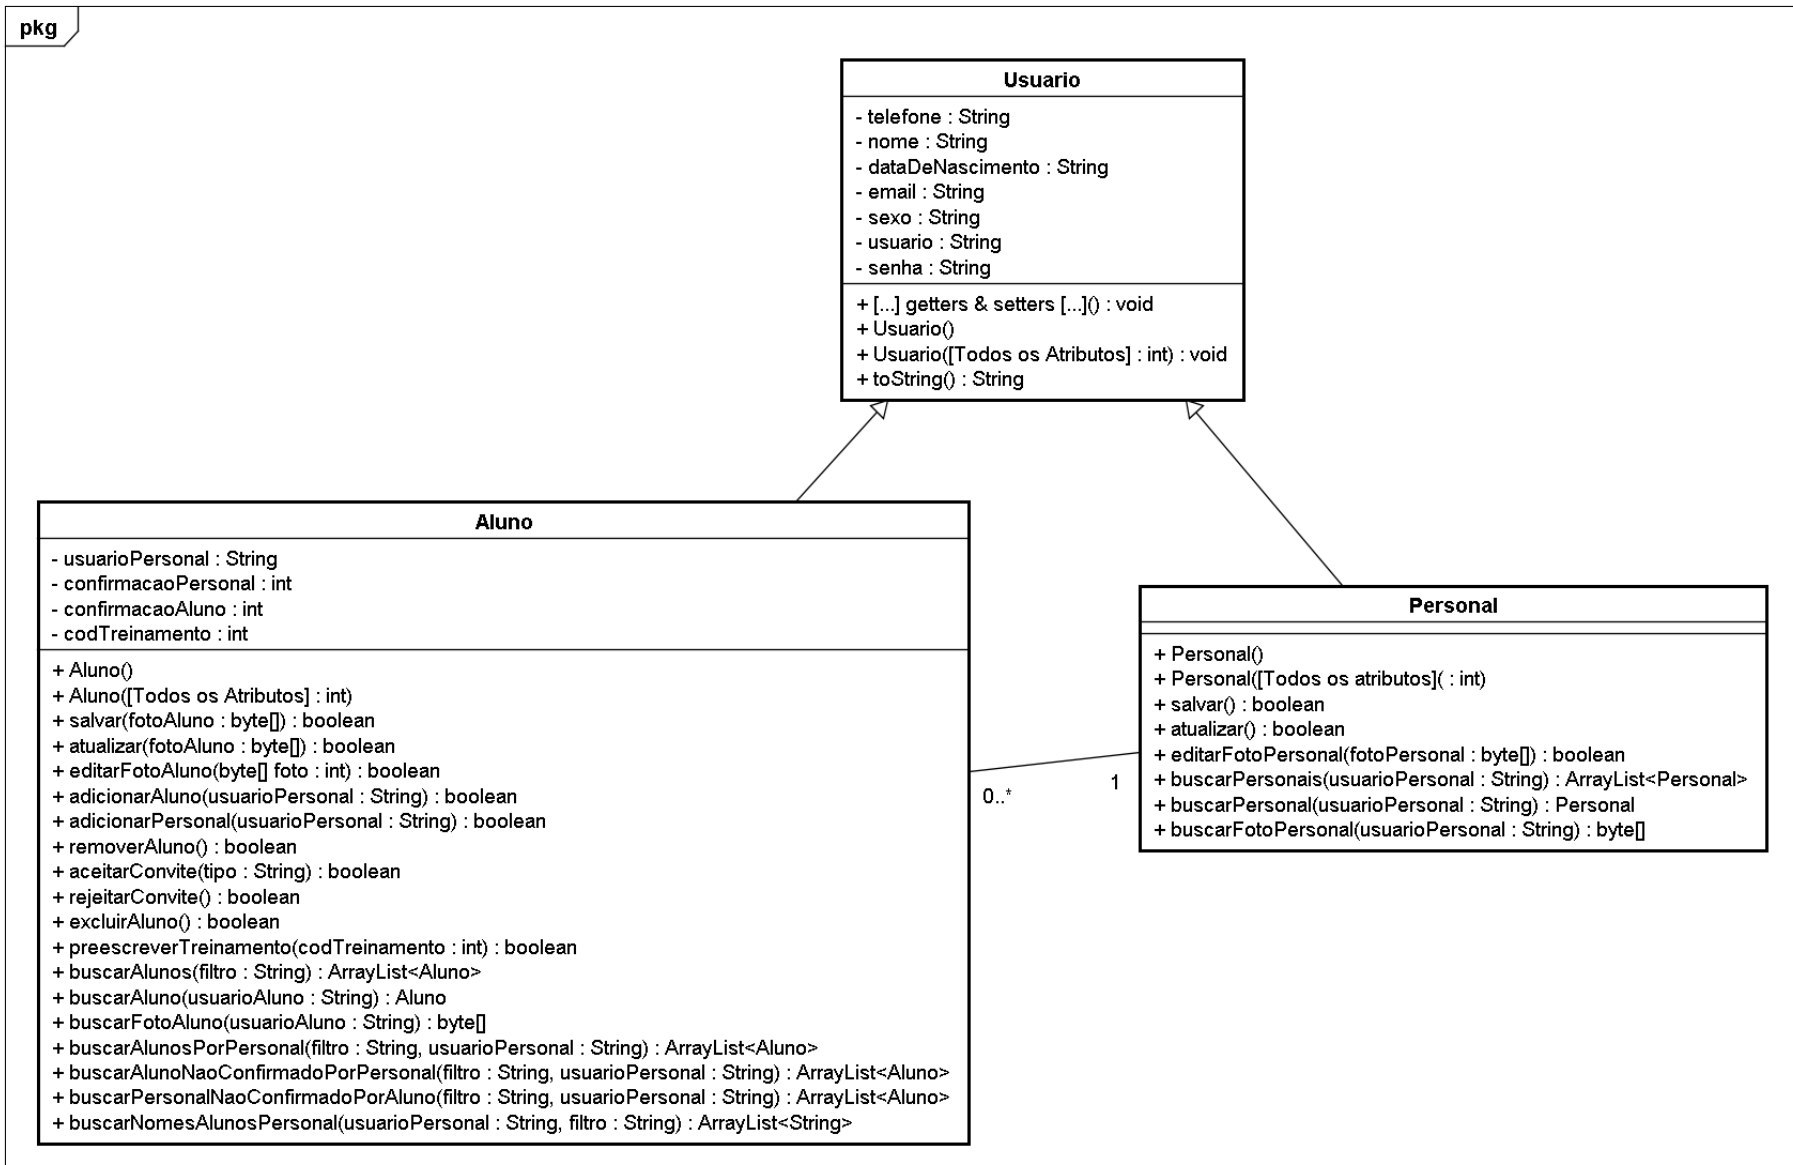 pkg
Usuario
- telefone : String
- nome : String
- dataDeNascimento : String
- email : String
- sexo : String
- usuario : String
- senha : String
+ [...] getters & setters [...]() : void
+ Usuario()
+ Usuario([Todos os Atributos] : int) : void
+ toString() : String
Aluno
- usuarioPersonal : String
- confirmacaoPersonal : int
- confirmacaoAluno : int
- codTreinamento : int
+ Aluno()
+ Aluno([Todos os Atributos] : int)
+ salvar(fotoAluno : byte[]) : boolean
+ atualizar(fotoAluno : byte[]) : boolean
+ editarFotoAluno(byte[] foto : int) : boolean
+ adicionarAluno(usuarioPersonal : String) : boolean
+ adicionarPersonal(usuarioPersonal : String) : boolean
+ removerAluno() : boolean
+ aceitarConvite(tipo : String) : boolean
+ rejeitarConvite() : boolean
+ excluirAluno() : boolean
+ preescreverTreinamento(codTreinamento : int) : boolean
+ buscarAlunos(filtro : String) : ArrayList<Aluno>
+ buscarAluno(usuarioAluno : String) : Aluno
+ buscarFotoAluno(usuarioAluno : String) : byte[]
+ buscarAlunosPorPersonal(filtro : String, usuarioPersonal : String) : ArrayList<Aluno>
+ buscarAlunoNaoConfirmadoPorPersonal(filtro : String, usuarioPersonal : String) : ArrayList<Aluno>
+ buscarPersonalNaoConfirmadoPorAluno(filtro : String, usuarioPersonal : String) : ArrayList<Aluno>
+ buscarNomesAlunosPersonal(usuarioPersonal : String, filtro : String) : ArrayList<String>
0..*
1
Personal
+ Personal()
+ Personal([Todos os atributos]( : int)
+ salvar() : boolean
+ atualizar() : boolean
+ editarFotoPersonal(fotoPersonal : byte[]) : boolean
+ buscarPersonais(usuarioPersonal : String) : ArrayList<Personal>
+ buscarPersonal(usuarioPersonal : String) : Personal
+ buscarFotoPersonal(usuarioPersonal : String) : byte[]